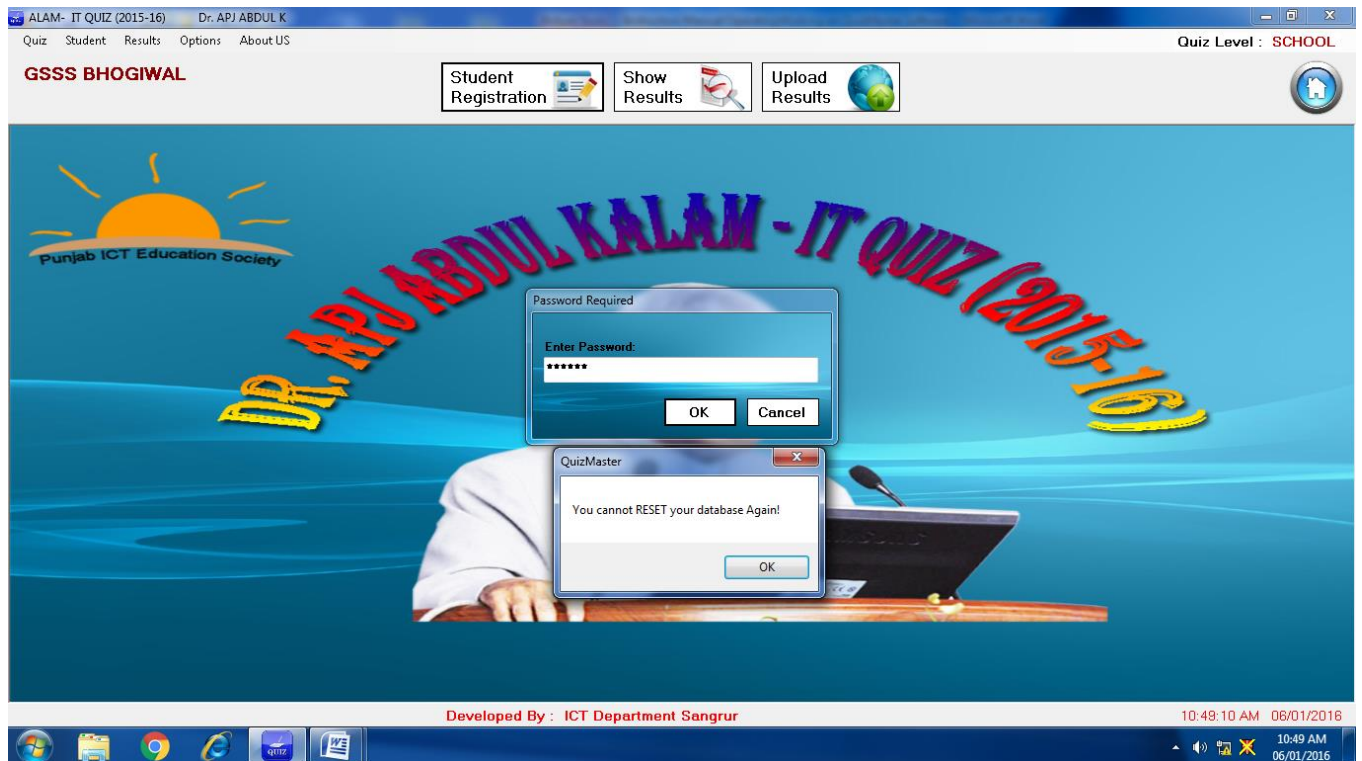 ALAM- IT QUIZ (2015-16) Dr. APJ ABDUL K
Quiz Student Results Options About US
Quiz Level : SCHOOL
GSSS BHOGIWAL
Student
Registration
Show
Results
Upload
Results
Punjab ICT Education Society
DR. APJ ABDUL KALAM - IT QUIZ (2015-16)
Password Required
Enter Password:
******
OK Cancel
QuizMaster
You cannot RESET your database Again!
OK
SAMSUNG
Developed By : ICT Department Sangrur
10:49:10 AM 06/01/2016
QUIZ
10:49 AM
06/01/2016